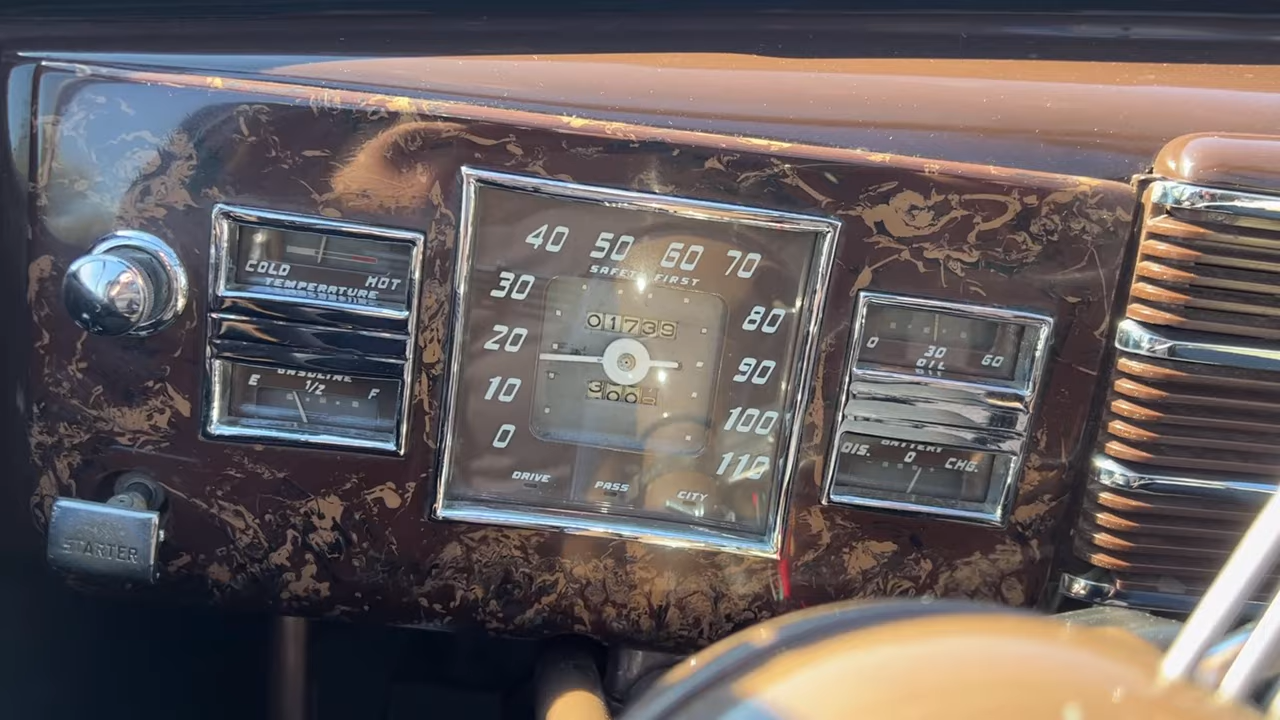 COLD HOT
TEMPERATURE
GASOLINE
E 1/2 F
STARTER
40 50 60 70
SAFETY FIRST
30
80
01739
20
90
10
100
0
110
DRIVE PASS CITY
0 30 60
OIL
BATTERY
DIS. 0 CHG.